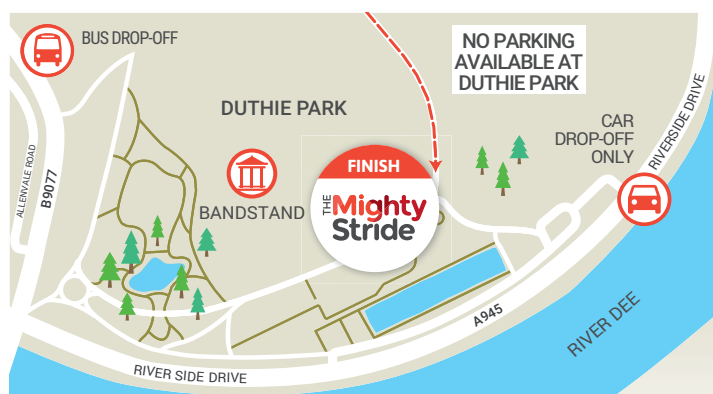 BUS DROP-OFF
NO PARKING
AVAILABLE AT
DUTHIE PARK
DUTHIE PARK
CAR
DROP-OFF
ONLY
RIVERSIDE DRIVE
ALLENVALE ROAD
B9077
FINISH
THE Mighty
Stride
BANDSTAND
A945
RIVER DEE
RIVER SIDE DRIVE